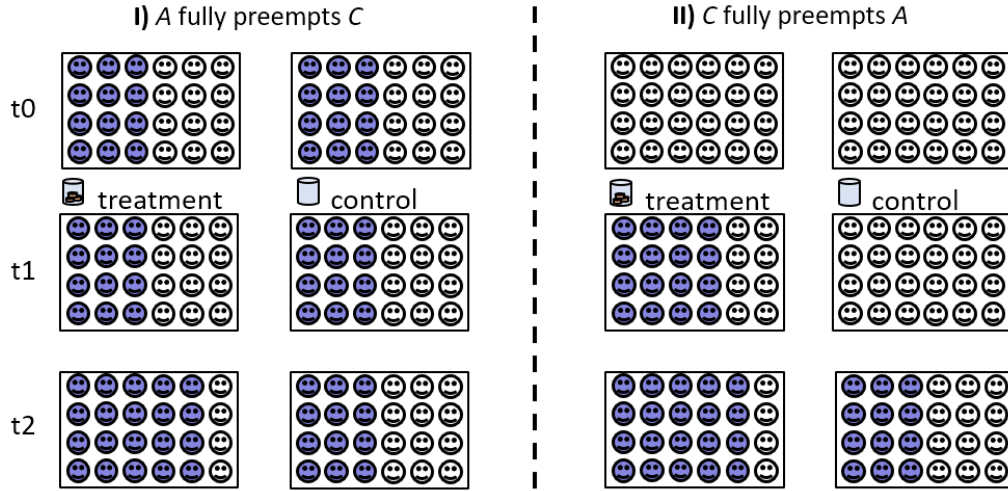 I) A fully preempts C
II) C fully preempts A
t0
treatment
control
treatment
control
t1
t2